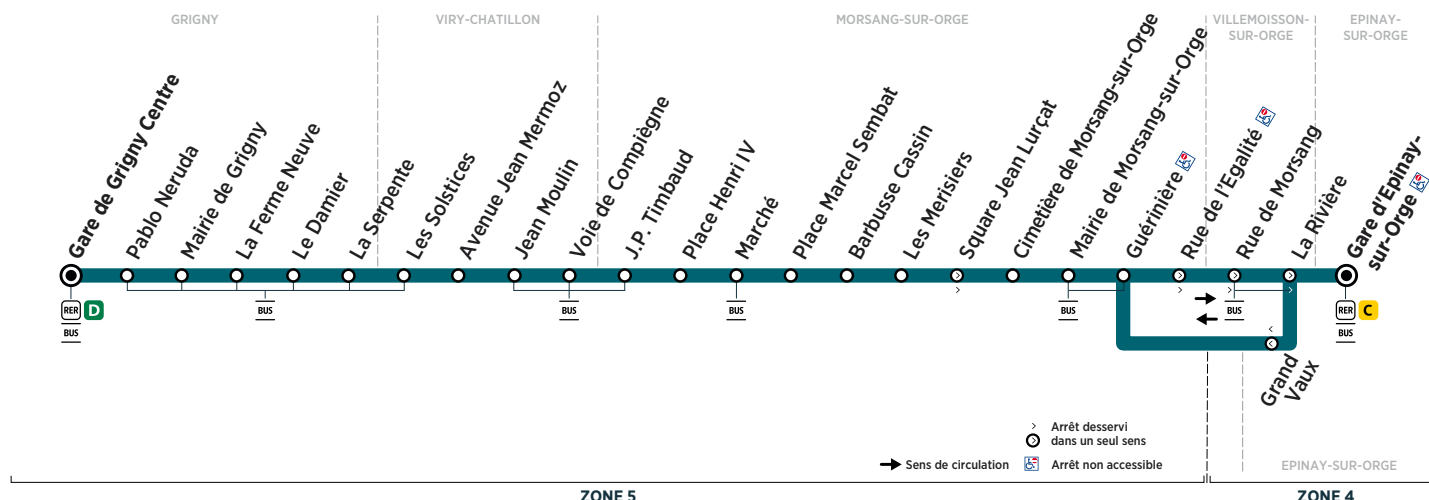 GRIGNY
VIRY-CHATILLON
MORSANG-SUR-ORGE
VILLEMOISSON-
SUR-ORGE
EPINAY-
SUR-ORGE
Gare de Grigny Centre
Pablo Neruda
Mairie de Grigny
La Ferme Neuve
Le Damier
La Serpente
Les Solstices
Avenue Jean Mermoz
Jean Moulin
Voie de Compiègne
J.P. Timbaud
Place Henri IV
Marché
Place Marcel Sembat
Barbusse Cassin
Les Merisiers
Square Jean Lurçat
Cimetière de Morsang-sur-Orge
Mairie de Morsang-sur-Orge
Guérinière
Rue de l'Egalité
Rue de Morsang
La Rivière
Gare d'Epinay-
sur-Orge
RER D
BUS
BUS
BUS
BUS
BUS
BUS
RER C
BUS
Grand
Vaux
Arrêt desservi
dans un seul sens
Sens de circulation
Arrêt non accessible
EPINAY-SUR-ORGE
ZONE 5
ZONE 4